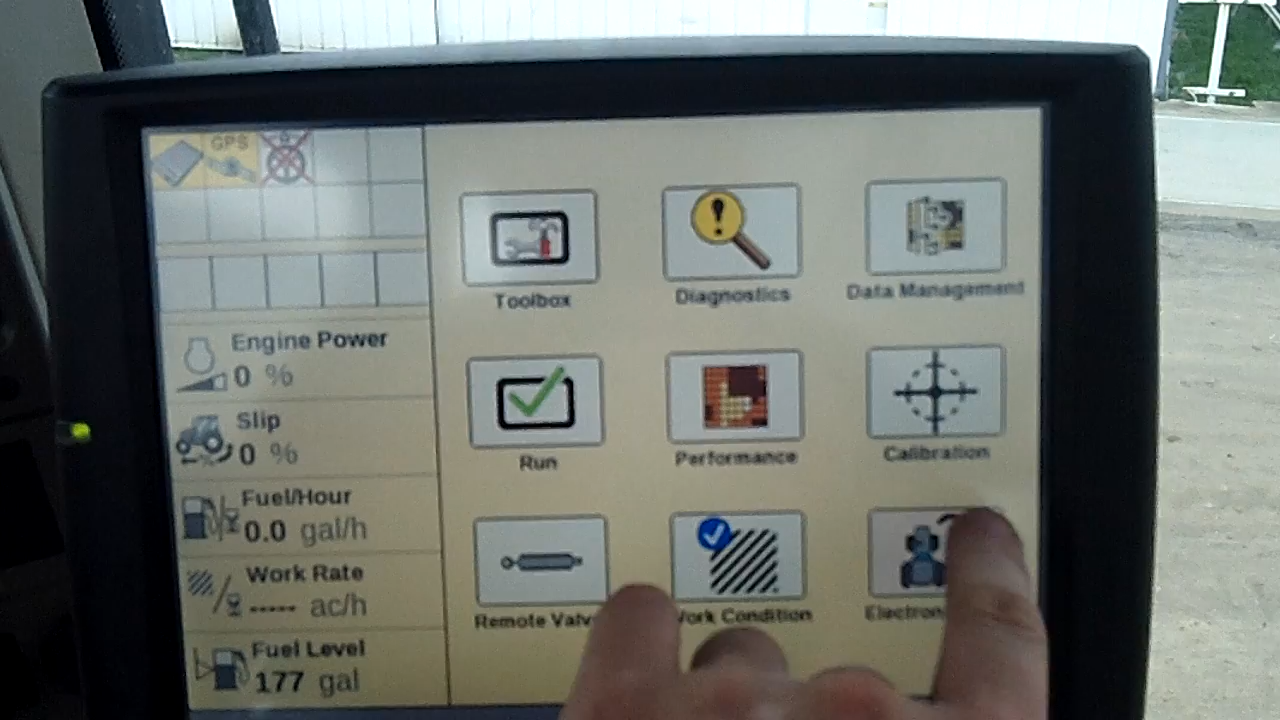 GPS
Toolbox
Diagnostics
Data Management
Engine Power
0 %
Slip
0 %
Run
Performance
Calibration
Fuel/Hour
0.0 gal/h
Work Rate
----- ac/h
Remote Valv
Work Condition
Electron
Fuel Level
177 gal